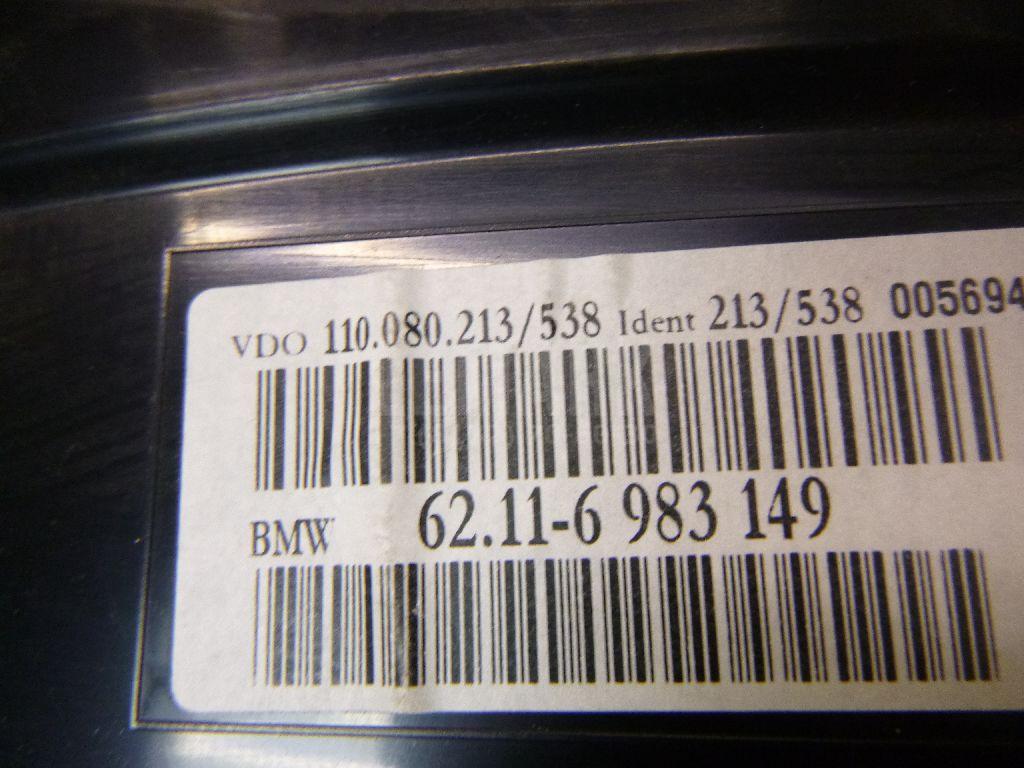 VDO 110.080.213/538 Ident 213/538 005694
BMW 62.11-6 983 149